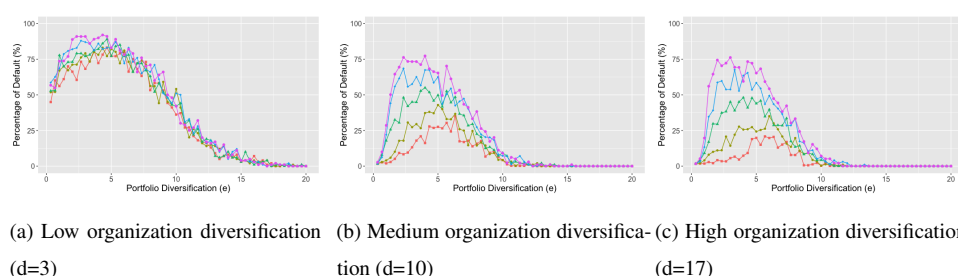 100
75
50
25
0
Percentage of Default (%)
0 5 10 15 20
Portfolio Diversification (e)
100
75
50
25
0
Percentage of Default (%)
0 5 10 15 20
Portfolio Diversification (e)
100
75
50
25
0
Percentage of Default (%)
0 5 10 15 20
Portfolio Diversification (e)
(a) Low organization diversification
(d=3)
(b) Medium organization diversifica-
tion (d=10)
(c) High organization diversification
(d=17)